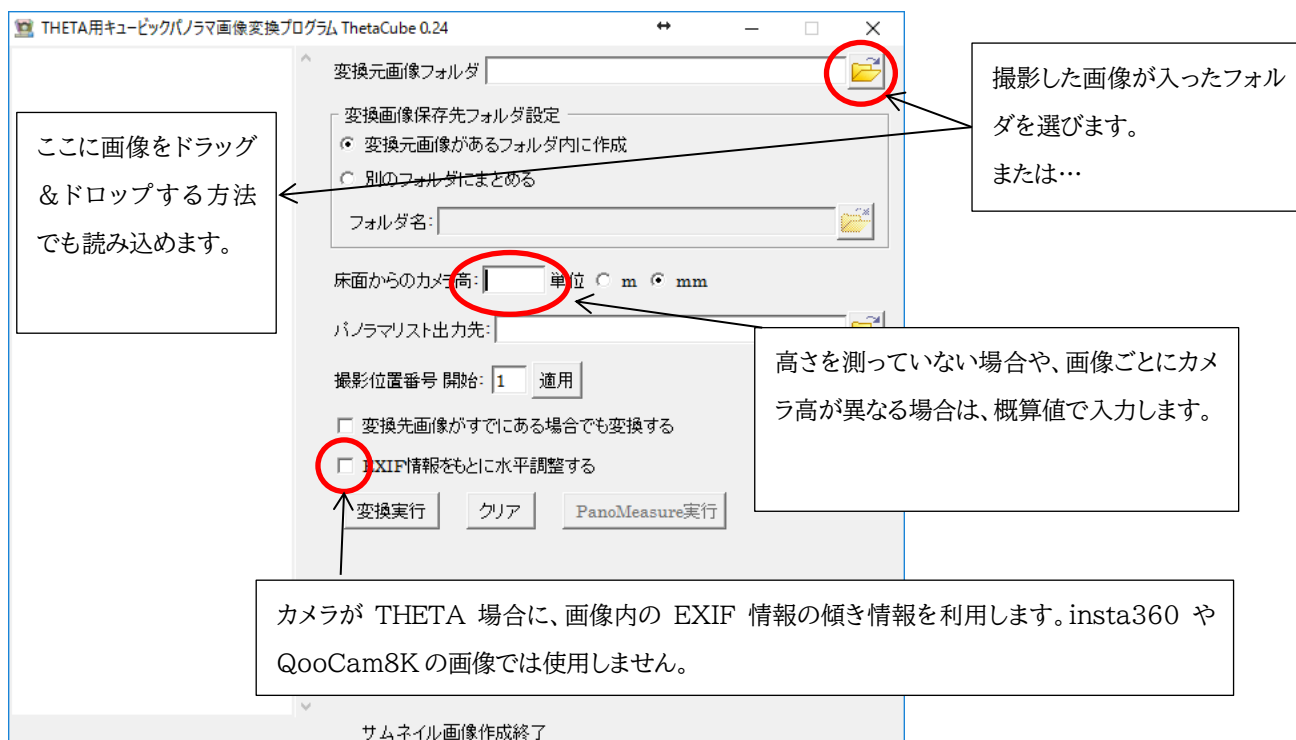 THETA用キュービックパノラマ画像変換プログラム ThetaCube 0.24
変換元画像フォルダ
撮影した画像が入ったフォル
ダを選びます。
または…
ここに画像をドラッグ
&ドロップする方法
でも読み込めます。
変換画像保存先フォルダ設定
変換元画像があるフォルダ内に作成
別のフォルダにまとめる
フォルダ名:
床面からのカメラ高: 単位 m mm
パノラマリスト出力先:
高さを測っていない場合や、画像ごとにカメ
ラ高が異なる場合は、概算値で入力します。
撮影位置番号 開始: 1 適用
変換先画像がすでにある場合でも変換する
EXIF情報をもとに水平調整する
変換実行 クリア PanoMeasure実行
カメラが THETA 場合に、画像内の EXIF 情報の傾き情報を利用します。insta360 や
QooCam8K の画像では使用しません。
サムネイル画像作成終了